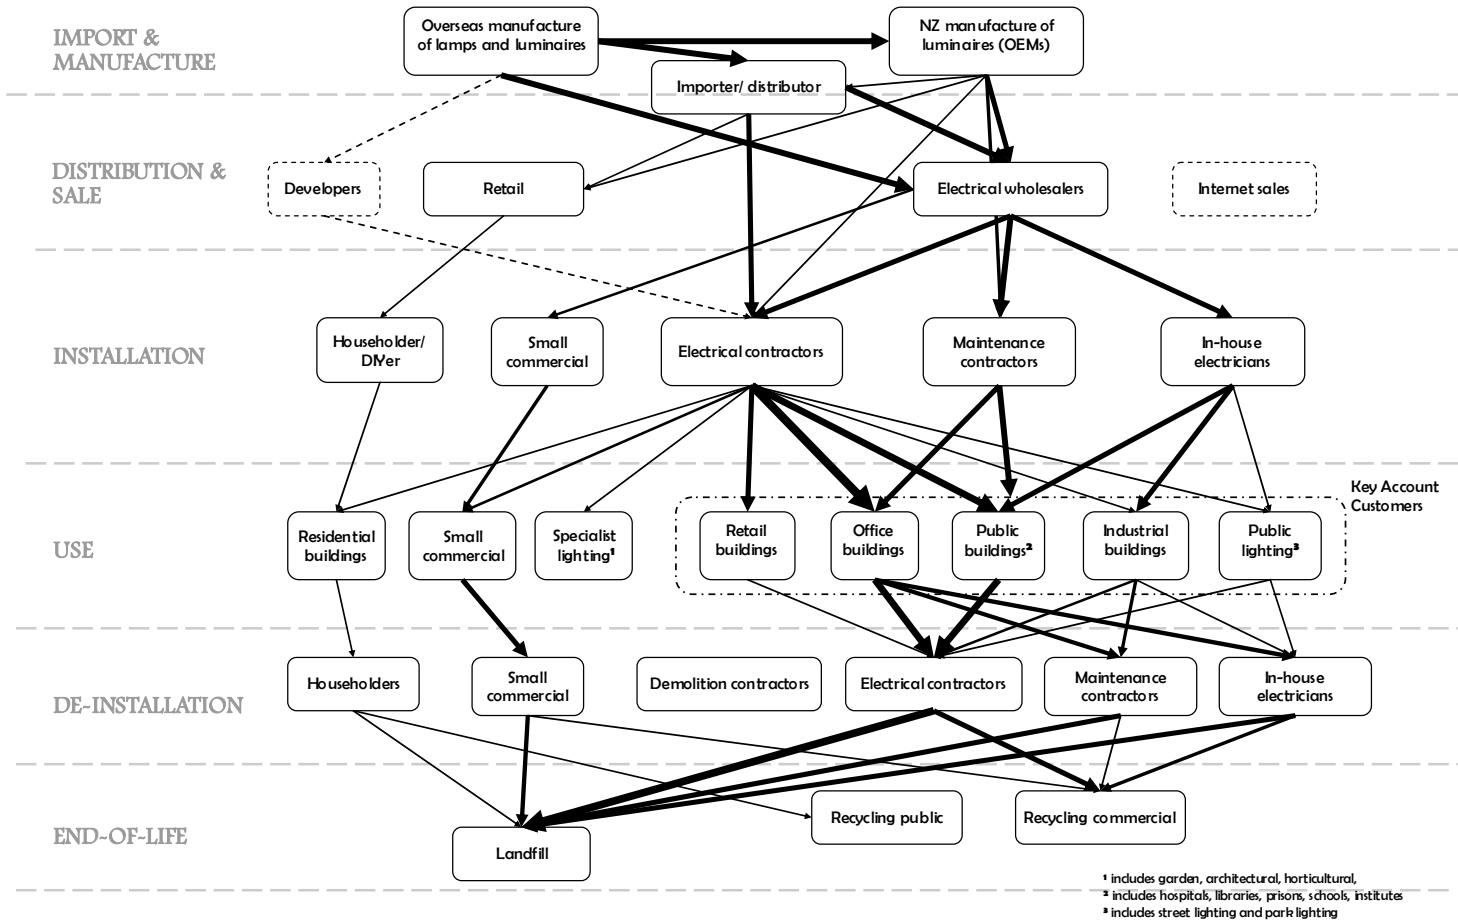 IMPORT &
MANUFACTURE
Overseas manufacture
of lamps and luminaires
NZ manufacture of
luminaires (OEMs)
Importer/ distributor
DISTRIBUTION &
SALE
Developers
Retail
Electrical wholesalers
Internet sales
INSTALLATION
Householder/
DIYer
Small
commercial
Electrical contractors
Maintenance
contractors
In-house
electricians
Key Account
Customers
USE
Residential
buildings
Small
commercial
Specialist
lighting¹
Retail
buildings
Office
buildings
Public
buildings²
Industrial
buildings
Public
lighting³
DE-INSTALLATION
Householders
Small
commercial
Demolition contractors
Electrical contractors
Maintenance
contractors
In-house
electricians
END-OF-LIFE
Landfill
Recycling public
Recycling commercial
¹ includes garden, architectural, horticultural,
² includes hospitals, libraries, prisons, schools, institutes
³ includes street lighting and park lighting